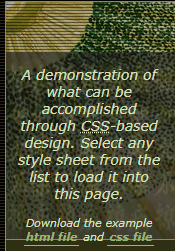 A demonstration of
what can be
accomplished
through CSS-based
design. Select any
style sheet from the
list to load it into
this page.
Download the example
html file and css file